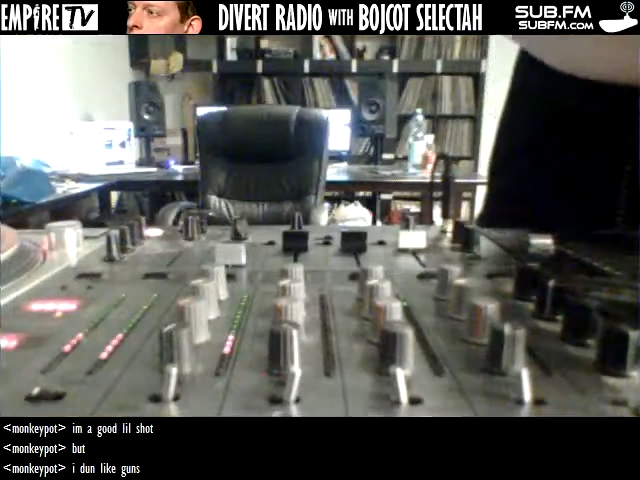 EMPIRE TV
DIVERT RADIO WITH BOJCOT SELECTAH
SUB.FM
SUBFM.COM
<monkeypot> im a good lil shot
<monkeypot> but
<monkeypot> i dun like guns